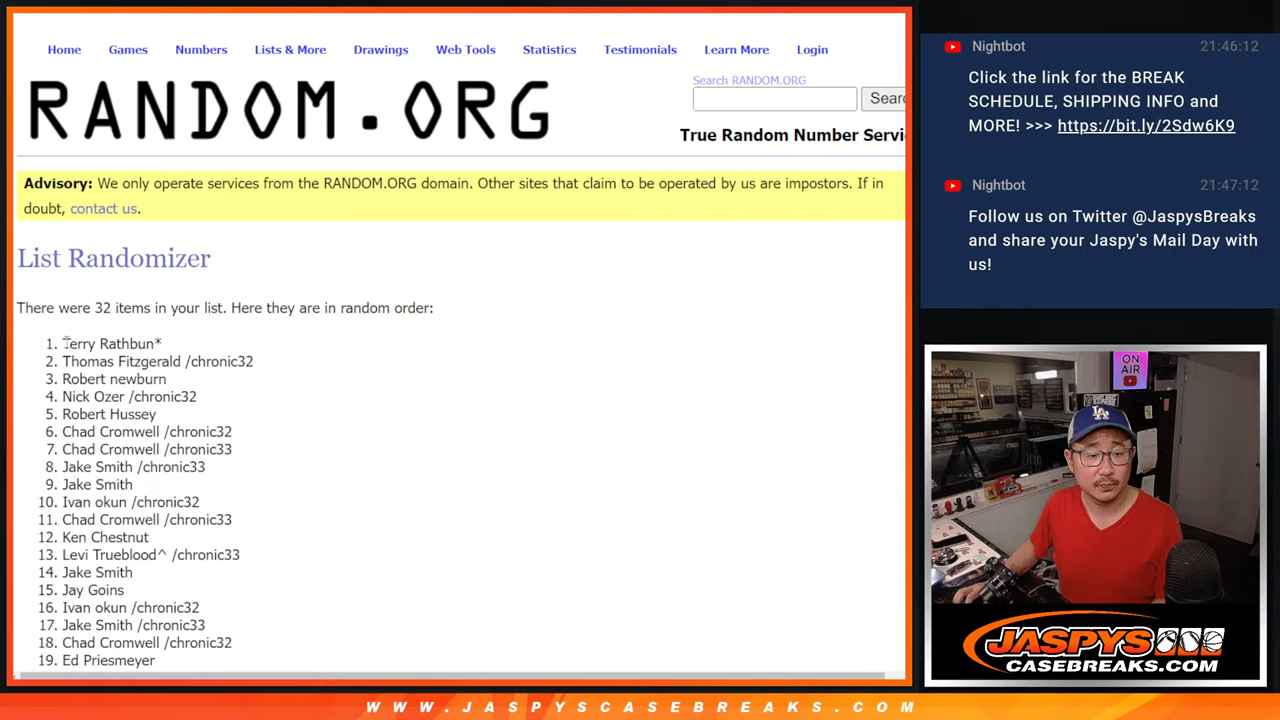 Home Games Numbers Lists & More Drawings Web Tools Statistics Testimonials Learn More Login
RANDOM.ORG
Search RANDOM.ORG
Searc
True Random Number Servi
Advisory: We only operate services from the RANDOM.ORG domain. Other sites that claim to be operated by us are impostors. If in
doubt, contact us.
List Randomizer
There were 32 items in your list. Here they are in random order:
1. Terry Rathbun*
2. Thomas Fitzgerald /chronic32
3. Robert newburn
4. Nick Ozer /chronic32
5. Robert Hussey
6. Chad Cromwell /chronic32
7. Chad Cromwell /chronic33
8. Jake Smith /chronic33
9. Jake Smith
10. Ivan okun /chronic32
11. Chad Cromwell /chronic33
12. Ken Chestnut
13. Levi Trueblood^ /chronic33
14. Jake Smith
15. Jay Goins
16. Ivan okun /chronic32
17. Jake Smith /chronic33
18. Chad Cromwell /chronic32
19. Ed Priesmeyer
Nightbot 21:46:12
Click the link for the BREAK
SCHEDULE, SHIPPING INFO and
MORE! >>> https://bit.ly/2Sdw6K9
Nightbot 21:47:12
Follow us on Twitter @JaspysBreaks
and share your Jaspy's Mail Day with
us!
ON
AIR
LA
JASPYS
CASEBREAKS.COM
WWW.JASPYSCASEBREAKS.COM